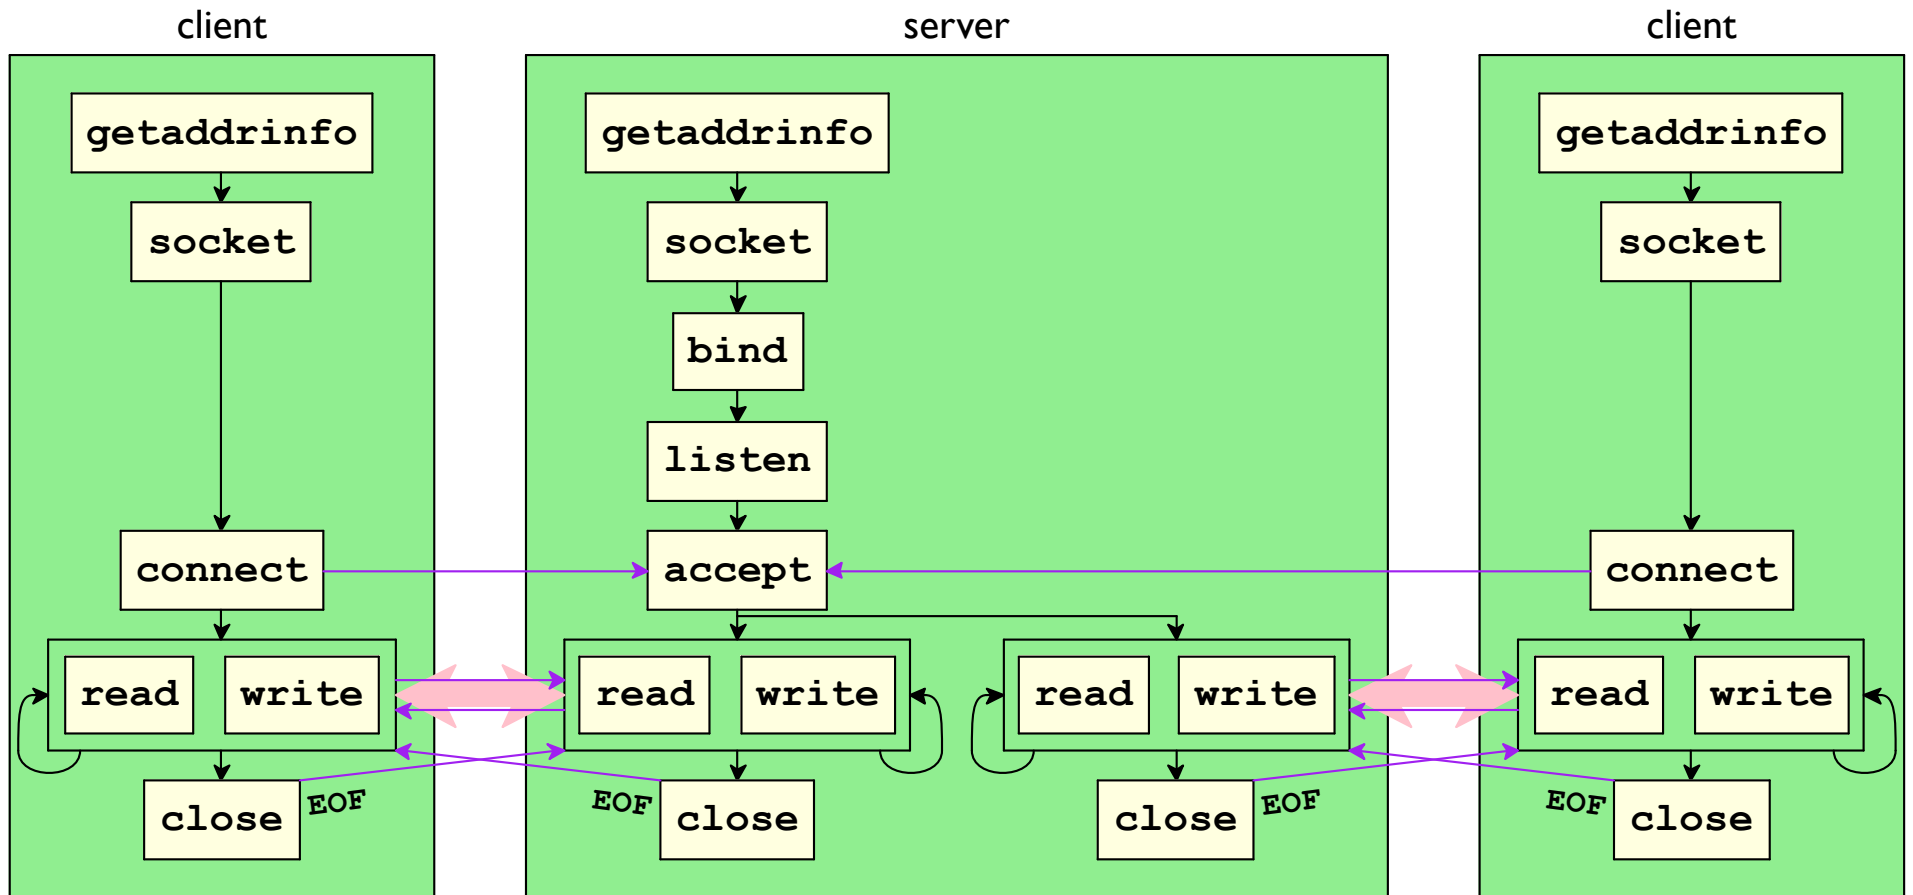 client
server
client
getaddrinfo
getaddrinfo
getaddrinfo
socket
socket
socket
bind
listen
connect
accept
connect
read write
read write
read write
read write
close
EOF
EOF
close
close
EOF
EOF
close